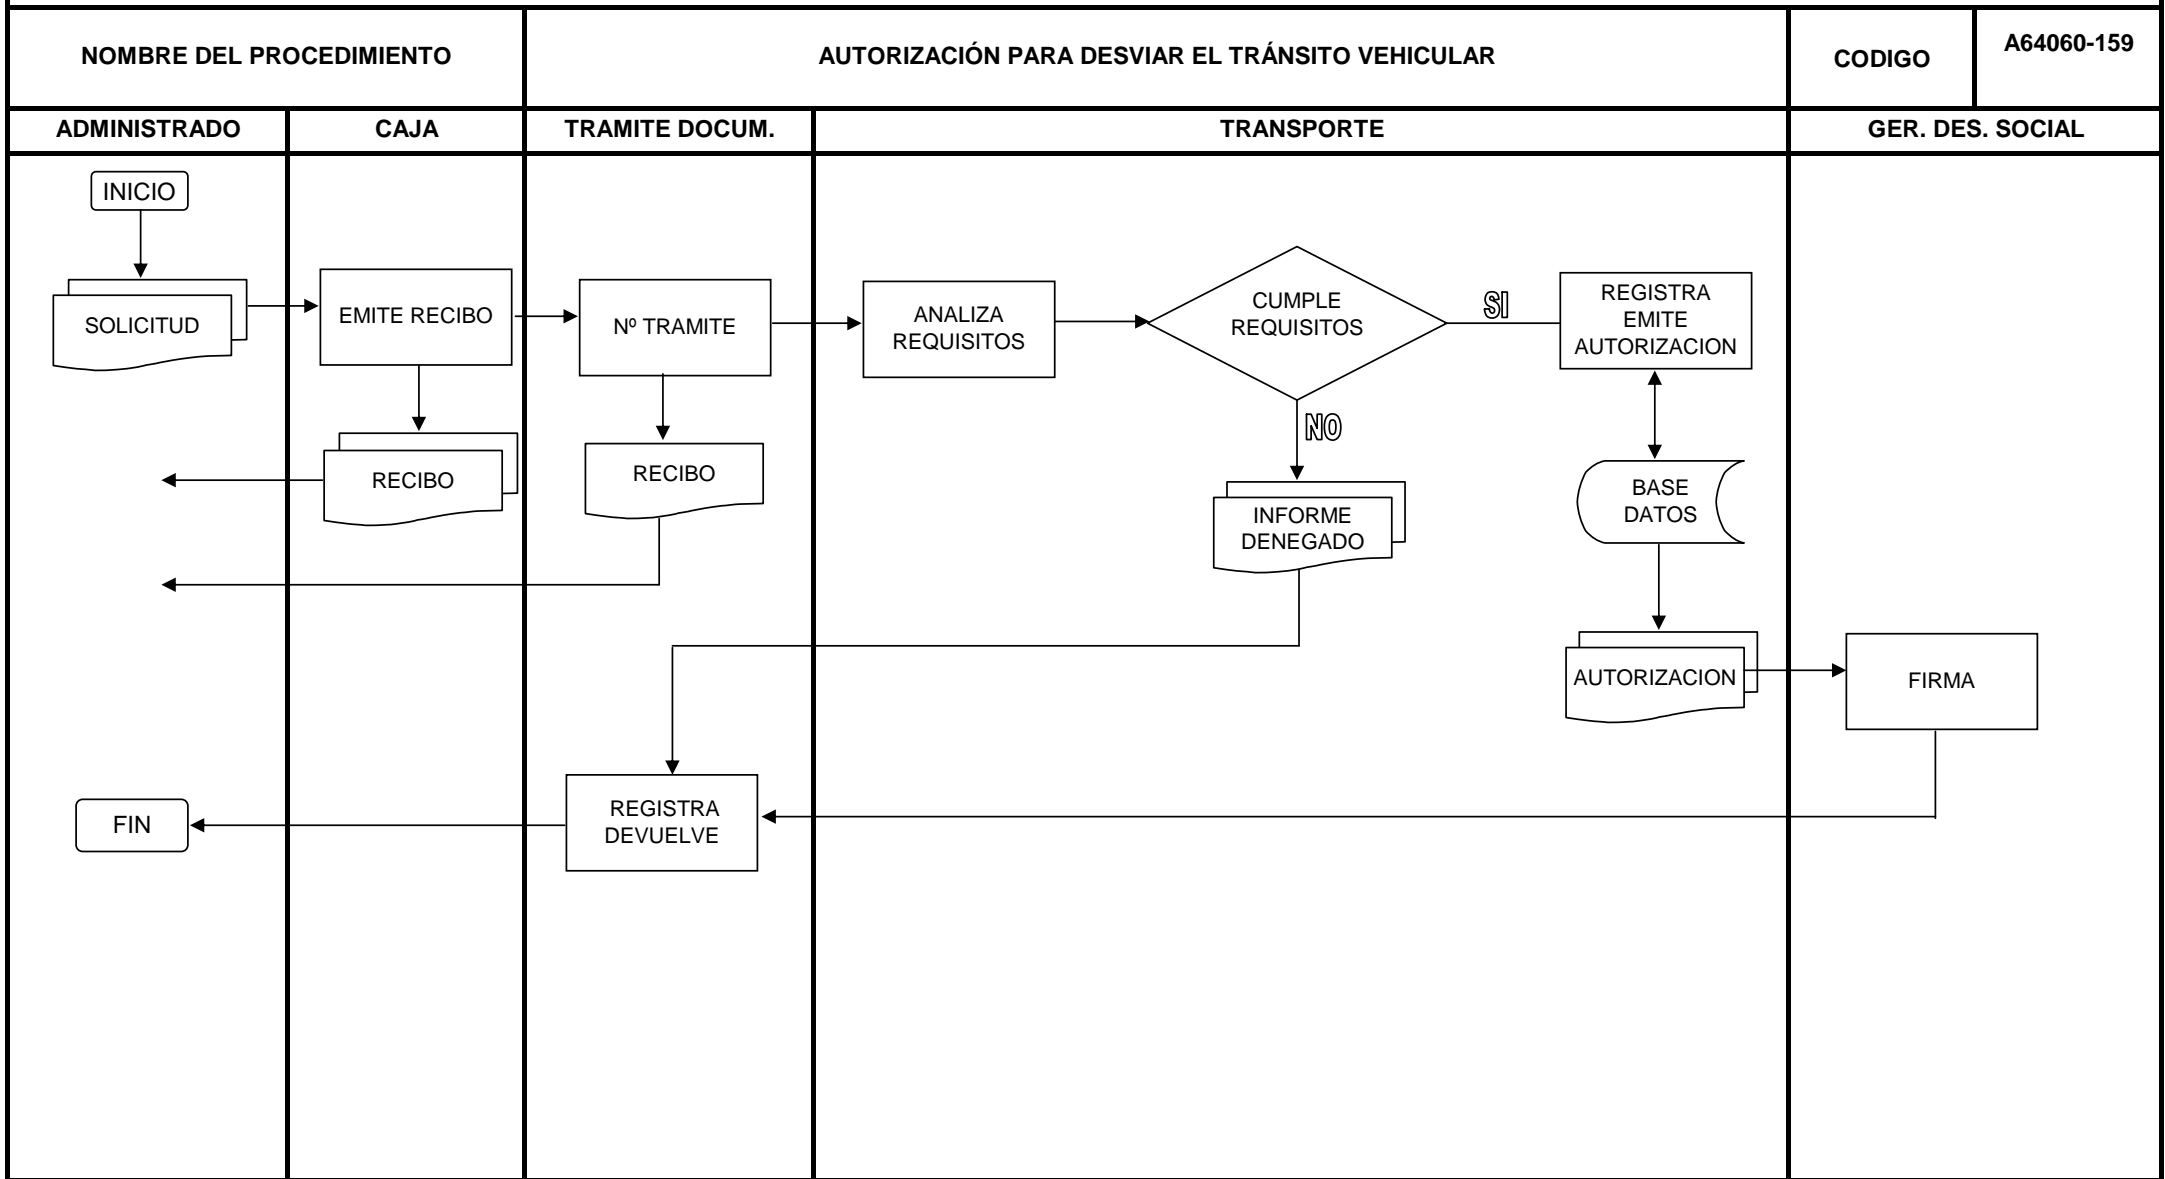 NOMBRE DEL PROCEDIMIENTO
AUTORIZACIÓN PARA DESVIAR EL TRÁNSITO VEHICULAR
CODIGO
A64060-159
ADMINISTRADO
CAJA
TRAMITE DOCUM.
TRANSPORTE
GER. DES. SOCIAL
INICIO
SOLICITUD
EMITE RECIBO
Nº TRAMITE
ANALIZA
REQUISITOS
CUMPLE
REQUISITOS
SI
REGISTRA
EMITE
AUTORIZACION
NO
RECIBO
RECIBO
INFORME
DENEGADO
BASE
DATOS
AUTORIZACION
FIRMA
REGISTRA
DEVUELVE
FIN